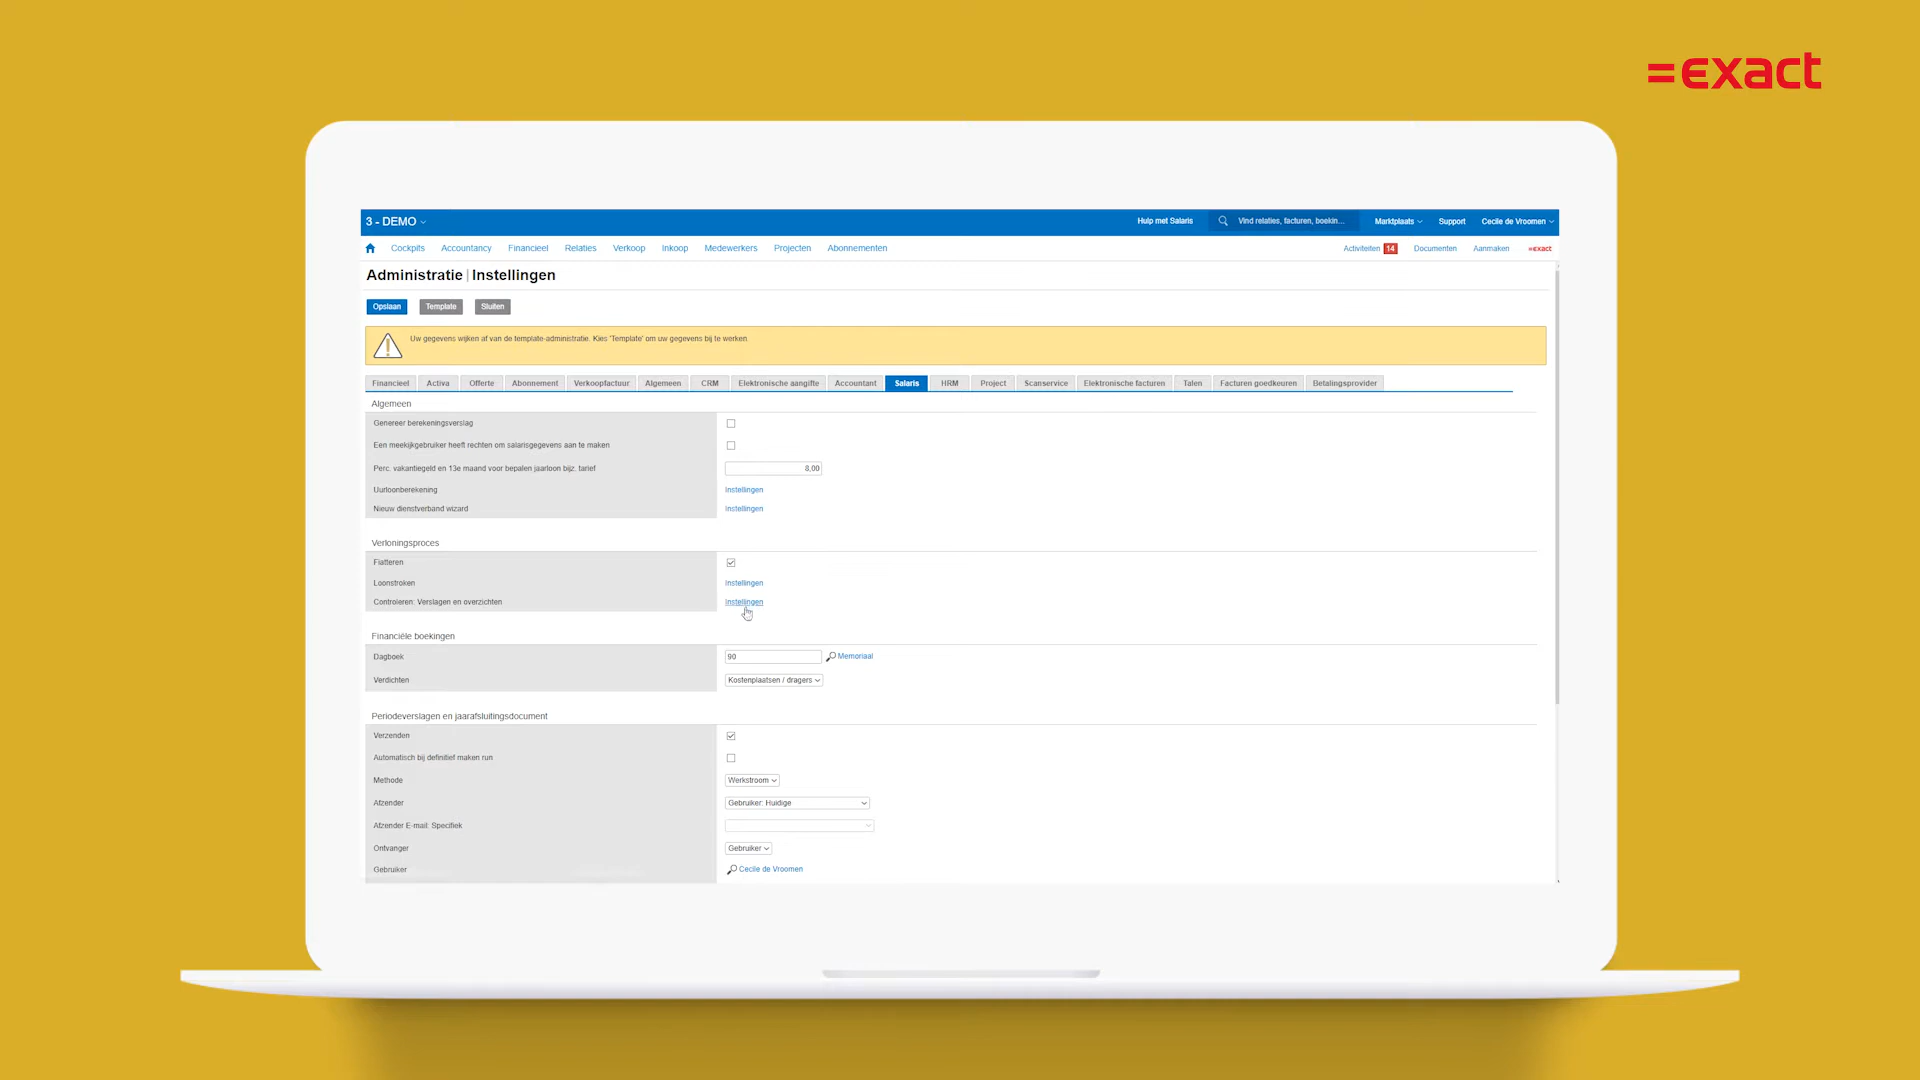 =exact
3 - DEMO
Hulp met Salaris
Vind relaties, facturen, boekin...
Marktplaats
Support
Cecile de Vroomen
Cockpits Accountancy Financieel Relaties Verkoop Inkoop Medewerkers Projecten Abonnementen
Activiteiten 14 Documenten Aanmaken =exact
Administratie | Instellingen
Opslaan Template Sluiten
Uw gegevens wijken af van de template-administratie. Kies 'Template' om uw gegevens bij te werken.
Financieel Activa Offerte Abonnement Verkoopfactuur Algemeen CRM Elektronische aangifte Accountant Salaris HRM Project Scanservice Elektronische facturen Talen Facturen goedkeuren Betalingsprovider
Algemeen
Genereer berekeningsverslag
Een meekijkgebruiker heeft rechten om salarisgegevens aan te maken
Perc. vakantiegeld en 13e maand voor bepalen jaarloon bijz. tarief 8,00
Uurloonberekening Instellingen
Nieuw dienstverband wizard Instellingen
Verloningsproces
Fiatteren
Loonstroken Instellingen
Controleren: Verslagen en overzichten Instellingen
Financiële boekingen
Dagboek 90 Memoriaal
Verdichten Kostenplaatsen / dragers
Periodeverslagen en jaarafsluitingsdocument
Verzenden
Automatisch bij definitief maken run
Methode Werkstroom
Afzender Gebruiker: Huidige
Afzender E-mail: Specifiek
Ontvanger Gebruiker
Gebruiker Cecile de Vroomen